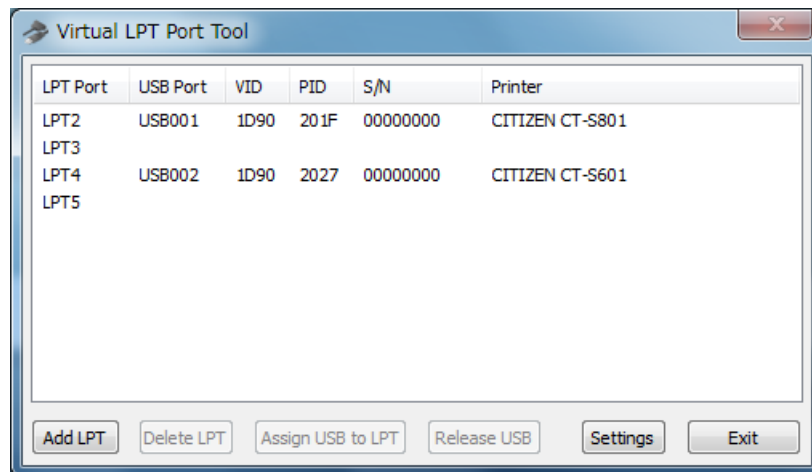 Virtual LPT Port Tool
LPT Port USB Port VID PID S/N Printer
LPT2 USB001 1D90 201F 00000000 CITIZEN CT-S801
LPT3
LPT4 USB002 1D90 2027 00000000 CITIZEN CT-S601
LPT5
Add LPT Delete LPT Assign USB to LPT Release USB Settings Exit